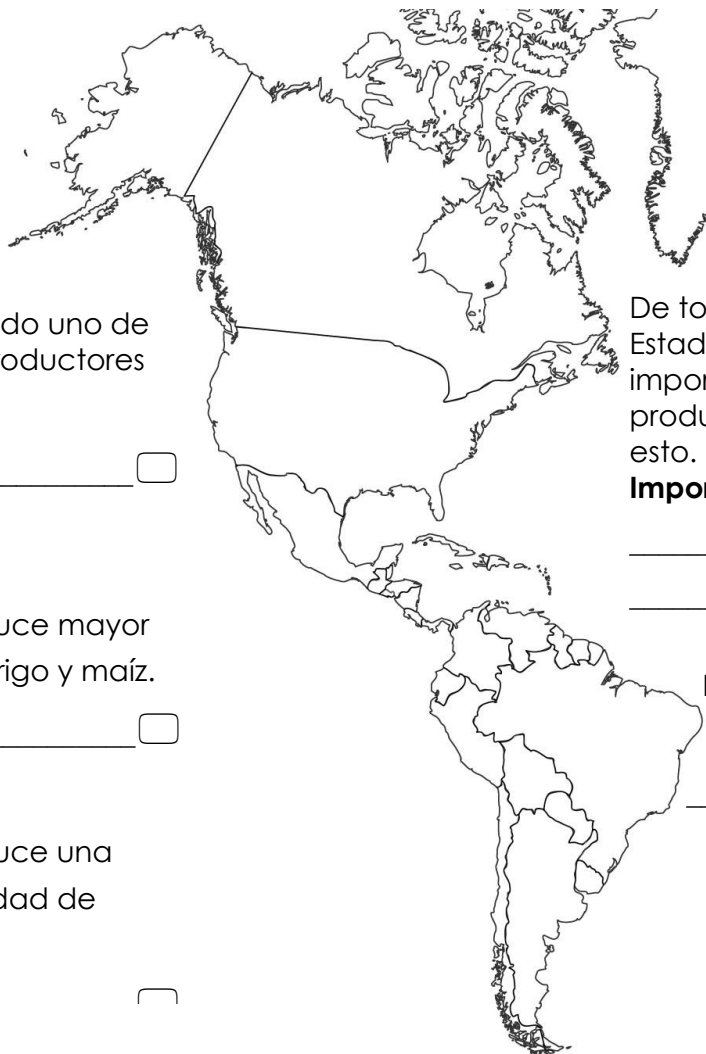 do uno de
oductores
uce mayor
rigo y maíz.
uce una
dad de
De to
Estad
impor
produ
esto.
Impor